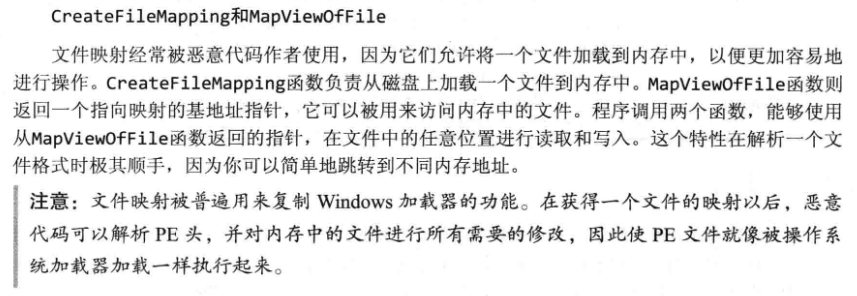 CreateFileMapping和MapViewOfFile
文件映射经常被恶意代码作者使用，因为它们允许将一个文件加载到内存中，以便更加容易地
进行操作。CreateFileMapping函数负责从磁盘上加载一个文件到内存中。MapViewOfFile函数则
返回一个指向映射的基地址指针，它可以被用来访问内存中的文件。程序调用两个函数，能够使用
从MapViewOfFile函数返回的指针，在文件中的任意位置进行读取和写入。这个特性在解析一个文
件格式时极其顺手，因为你可以简单地跳转到不同内存地址。
注意：文件映射被普遍用来复制 Windows 加载器的功能。在获得一个文件的映射以后，恶意
代码可以解析 PE 头，并对内存中的文件进行所有需要的修改，因此使 PE 文件就像被操作系
统加载器加载一样执行起来。